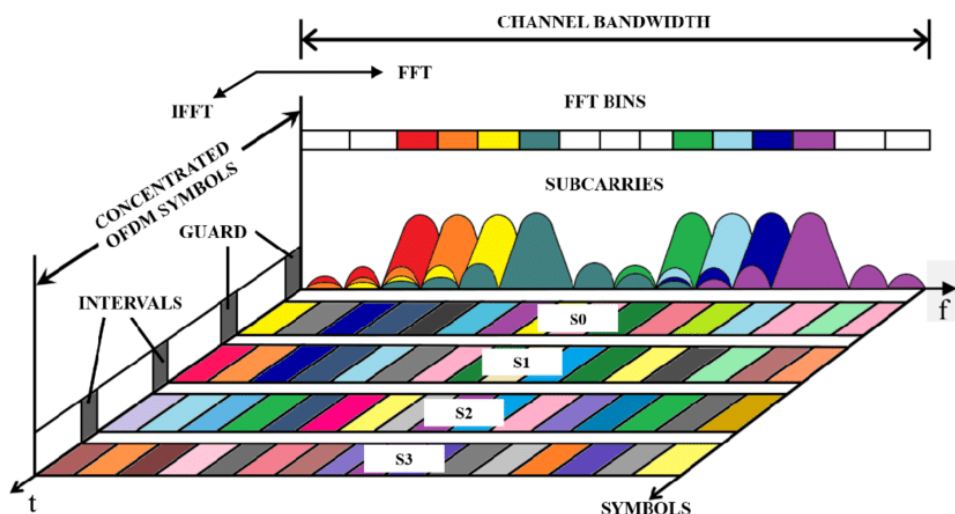 CHANNEL BANDWIDTH
FFT
IFFT
FFT BINS
CONCENTRATED
OFDM SYMBOLS
SUBCARRIES
GUARD
INTERVALS
f
S0
S1
S2
S3
t
SYMBOLS